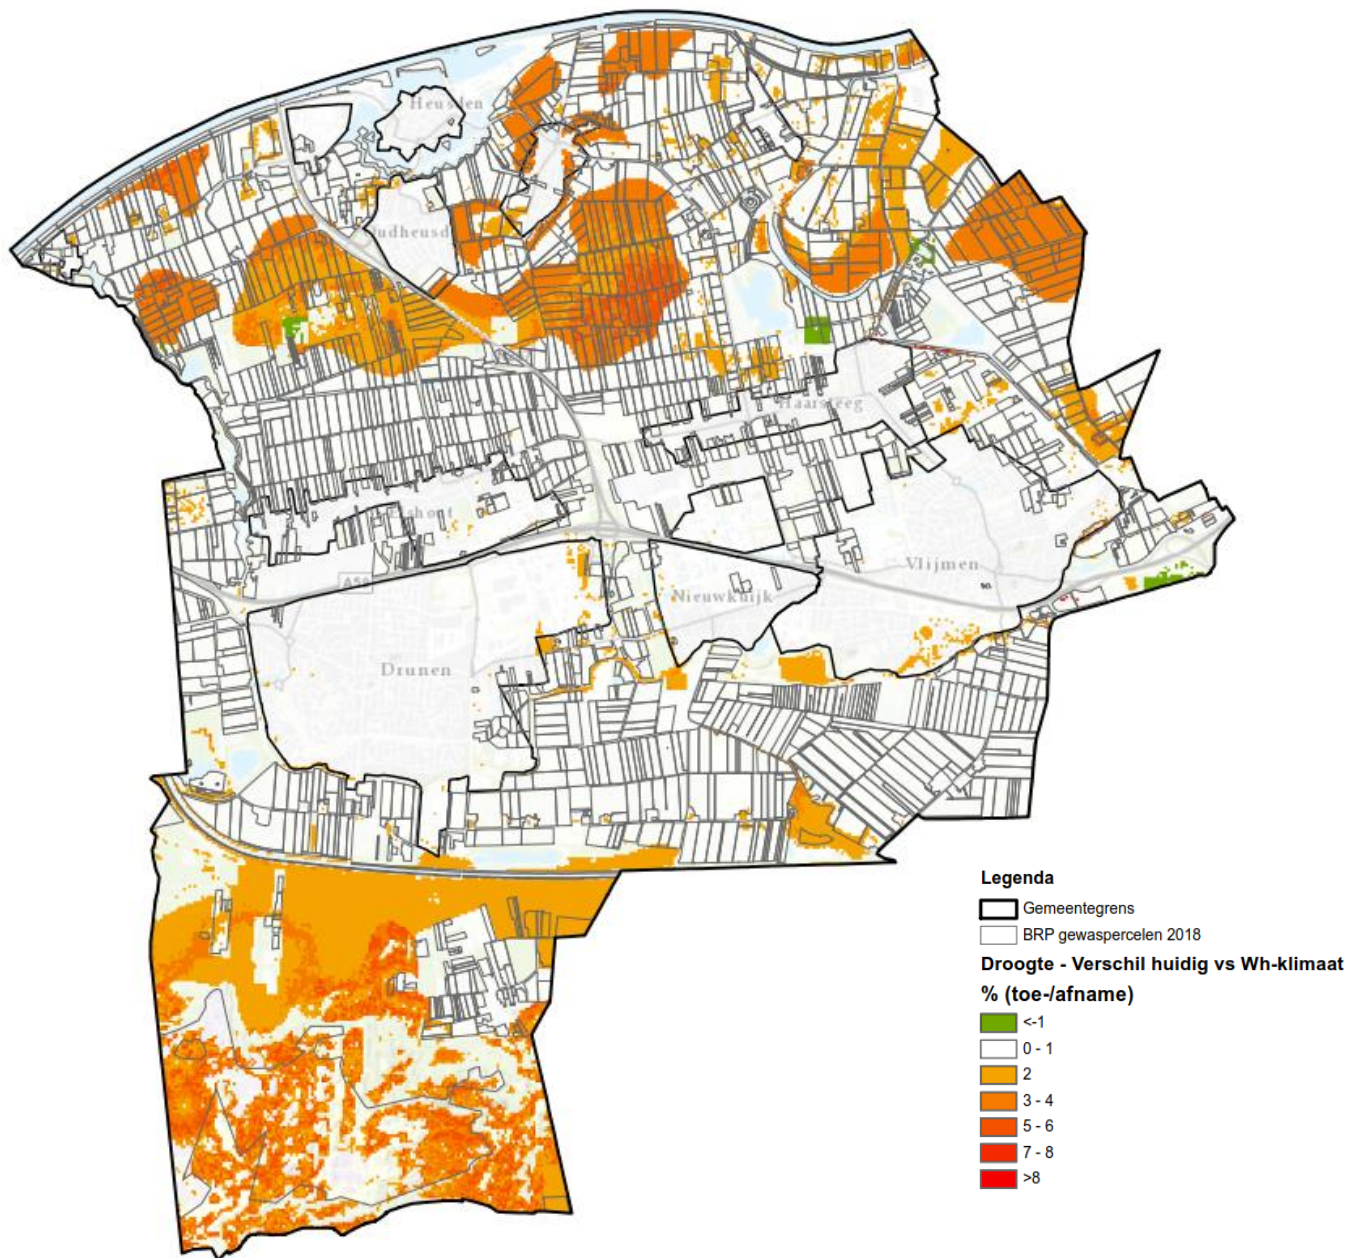 Heusden
Oudheusd
Haarsteeg
Elshout
A59
Vlijmen
Nieuwkuijk
Drunen
Legenda
Gemeentegrens
BRP gewaspercelen 2018
Droogte - Verschil huidig vs Wh-klimaat
% (toe-/afname)
<-1
0 - 1
2
3 - 4
5 - 6
7 - 8
>8